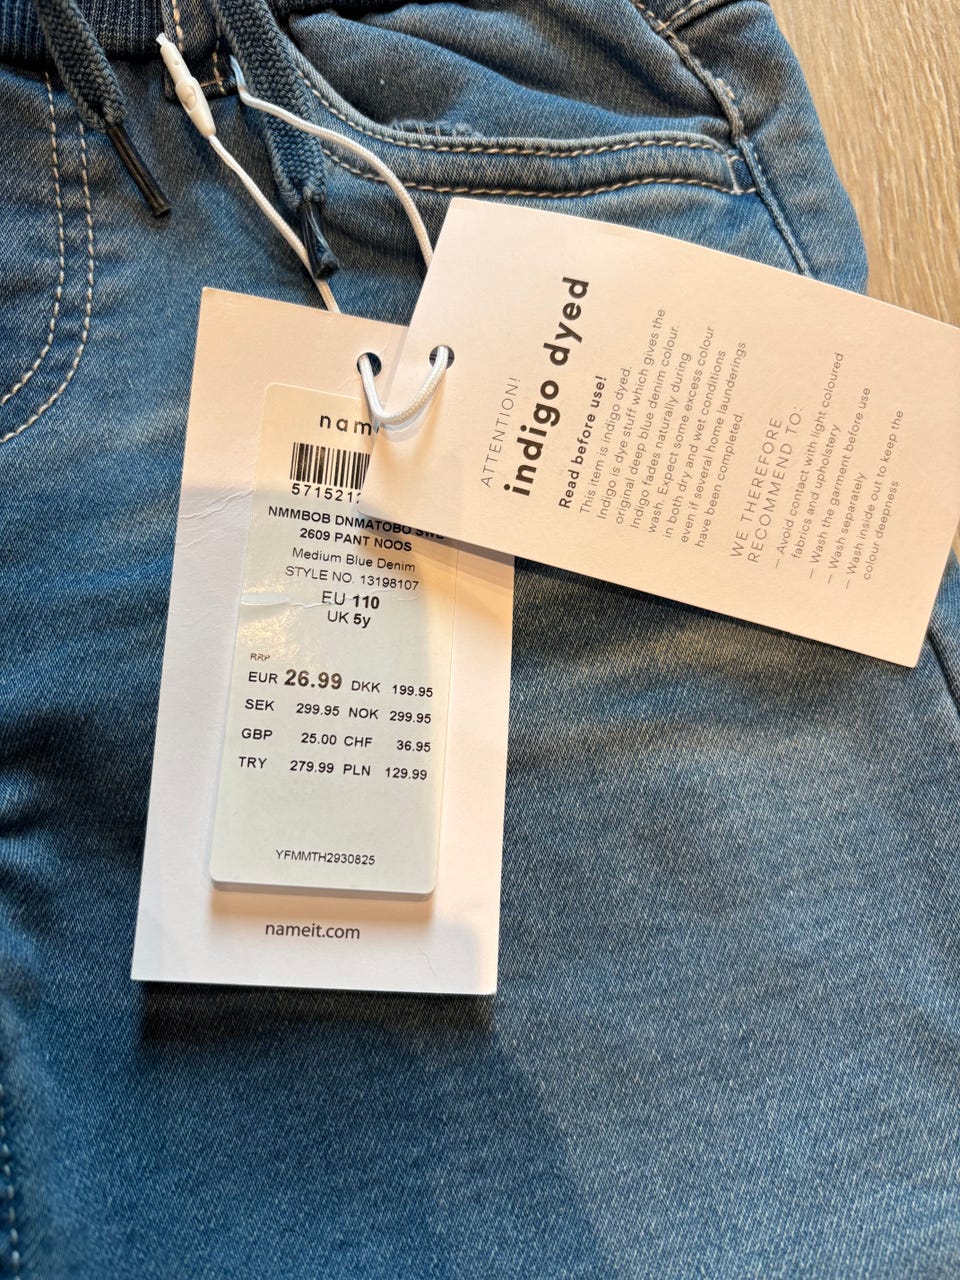 nam
571521
NMMBOB DNMATOBO
2609 PANT NOOS
Medium Blue Denim
STYLE NO. 13198107
EU 110
UK 5y
RRP
EUR 26.99 DKK 199.95
SEK 299.95 NOK 299.95
GBP 25.00 CHF 36.95
TRY 279.99 PLN 129.99
YFMMTH2930825
nameit.com
ATTENTION!
indigo dyed
Read before use!
This item is indigo dyed.
Indigo is dye stuff which gives the
original deep blue denim colour.
Indigo fades naturally during
wash. Expect some excess colour
in both dry and wet conditions
even if several home launderings
have been completed.
WE THEREFORE
RECOMMEND TO:
– Avoid contact with light coloured
fabrics and upholstery
– Wash the garment before use
– Wash separately
– Wash inside out to keep the
colour deepness